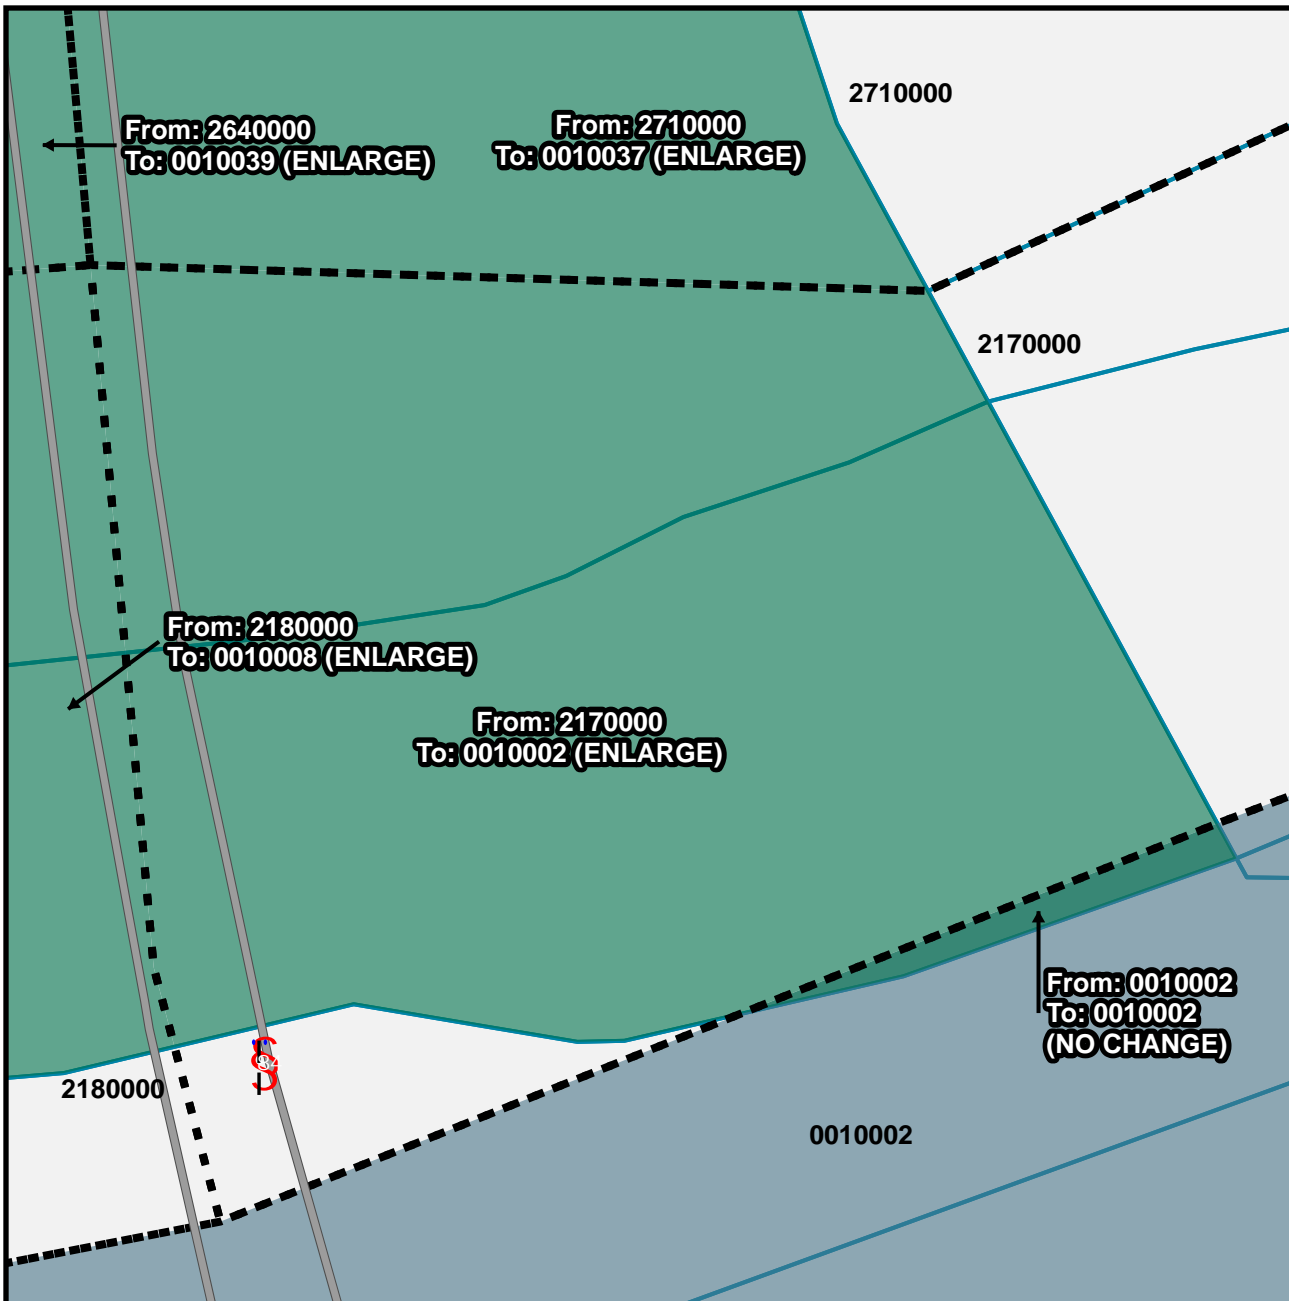 2710000
From: 2640000
To: 0010039 (ENLARGE)
From: 2710000
To: 0010037 (ENLARGE)
2170000
From: 2180000
To: 0010008 (ENLARGE)
From: 2170000
To: 0010002 (ENLARGE)
From: 0010002
To: 0010002
(NO CHANGE)
2180000
0010002